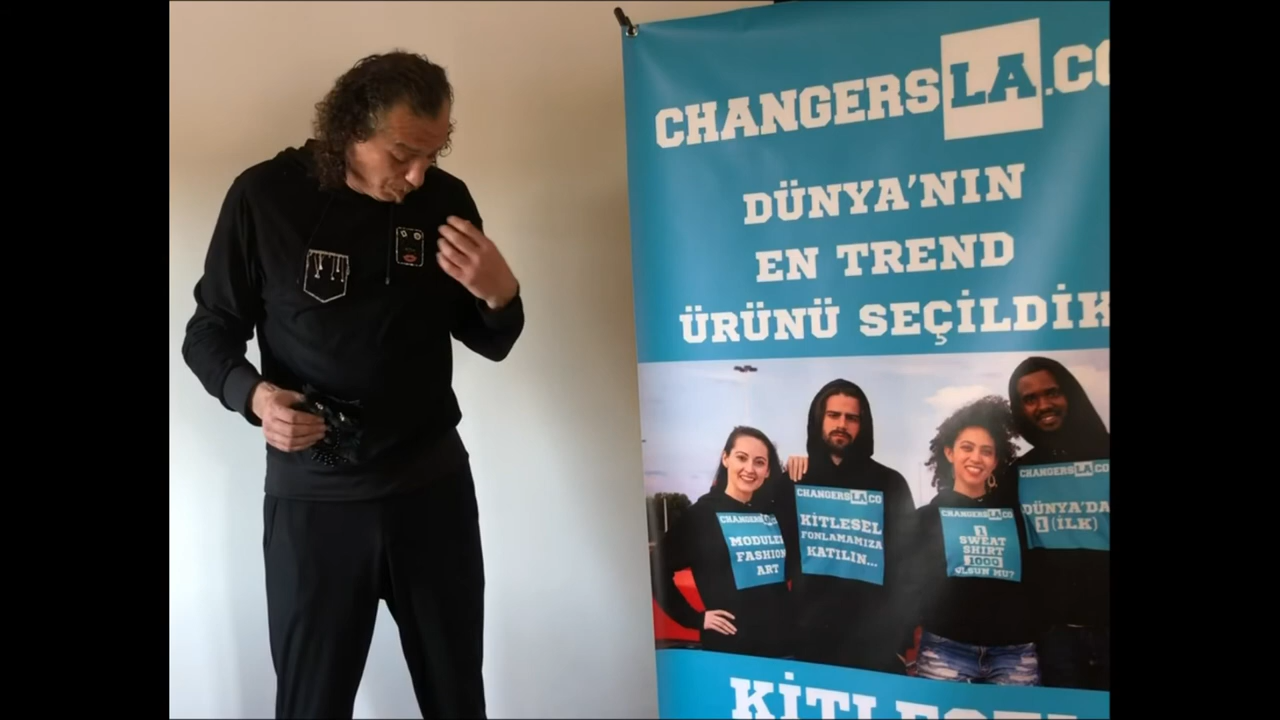 CHANGERSLA.CO
DÜNYA'NIN
EN TREND
ÜRÜNÜ SEÇİLDİK
CHANGERSLA.CO
MODULER
FASHION
ART
CHANGERSLA.CO
KİTLESEL
FONLAMAMIZA
KATILIN...
CHANGERSLA.CO
1
SWEAT
SHIRT
1000
OLSUN MU?
CHANGERSLA.CO
DÜNYA'DA
1 (İLK)